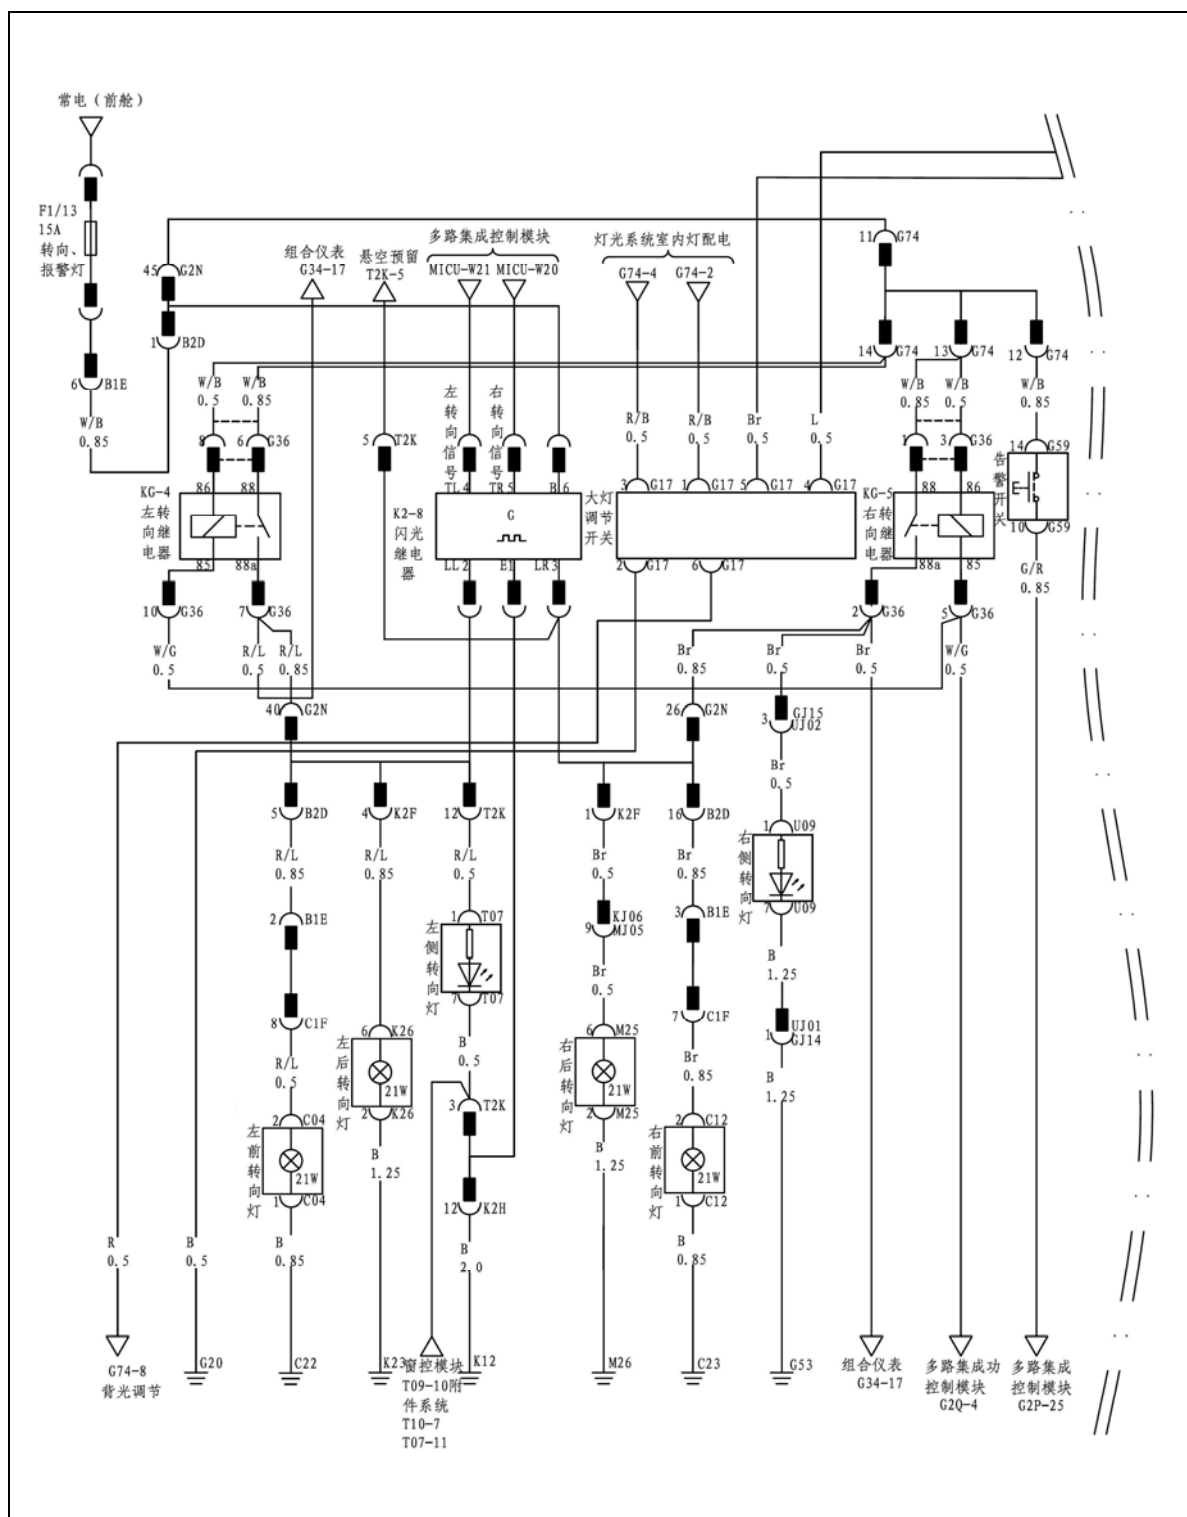 常电（前舱）
F1/13
15A
转向、
报警灯
45
G2N
1
B2D
6
B1E
W/B
0.85
组合仪表
G34-17
悬空预留
T2K-5
多路集成控制模块
MICU-W21
MICU-W20
灯光系统室内灯配电
G74-4
G74-2
11
G74
14
G74
13
G74
12
G74
W/B
0.5
W/B
0.85
8
6
G36
KG-4
左转
向继
电器
86
88
85
88a
10
G36
7
G36
W/G
0.5
R/L
0.5
R/L
0.85
5
T2K
左转向信号
右转向信号
TL
4
TR
5
B
6
K2-8
闪光
继电
器
G
LL
2
E
1
LR
3
R/B
0.5
R/B
0.5
Br
0.5
L
0.5
大灯
调节
开关
3
G17
1
G17
5
G17
4
G17
2
G17
6
G17
W/B
0.85
W/B
0.5
1
3
G36
KG-5
右转
向继
电器
88
86
88a
85
2
G36
5
G36
W/B
0.85
14
G59
告警开关
10
G59
G/R
0.85
Br
0.85
Br
0.5
Br
0.5
W/G
0.5
40
G2N
26
G2N
3
GJ15
UJ02
Br
0.5
5
B2D
4
K2F
12
T2K
1
K2F
16
B2D
1
U09
右侧转向灯
7
U09
R/L
0.85
R/L
0.85
R/L
0.5
Br
0.5
Br
0.85
2
B1E
1
T07
左侧转向灯
7
T07
9
KJ06
MJ05
3
B1E
B
1.25
8
C1F
Br
0.5
7
C1F
1
UJ01
GJ14
R/L
0.5
6
K26
左后转向灯
21W
2
K26
B
0.5
6
M25
右后转向灯
21W
2
M25
Br
0.85
B
1.25
2
C04
左前转向灯
21W
1
C04
3
T2K
12
K2H
2
C12
右前转向灯
21W
1
C12
B
1.25
B
1.25
R
0.5
B
0.5
B
0.85
B
2.0
B
0.85
G74-8
背光调节
G20
C22
K23
K12
窗控模块
T09-10附
件系统
T10-7
T07-11
M26
C23
G53
组合仪表
G34-17
多路集成功
控制模块
G2Q-4
多路集成
控制模块
G2P-25